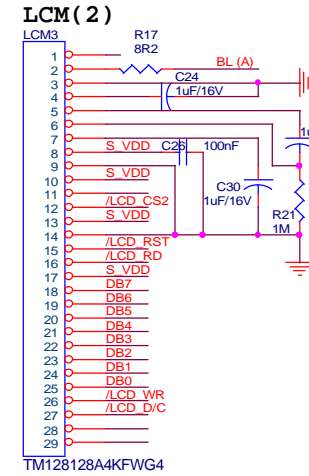 LCM(2)
LCM3
R17
8R2
BL (A)
C24
1uF/16V
S_VDD
C26
100nF
S_VDD
C30
1uF/16V
R21
1M
/LCD_CS2
S_VDD
/LCD_RST
/LCD_RD
S_VDD
DB7
DB6
DB5
DB4
DB3
DB2
DB1
DB0
/LCD_WR
/LCD_D/C
1
2
3
4
5
6
7
8
9
10
11
12
13
14
15
16
17
18
19
20
21
22
23
24
25
26
27
28
29
TM128128A4KFWG4